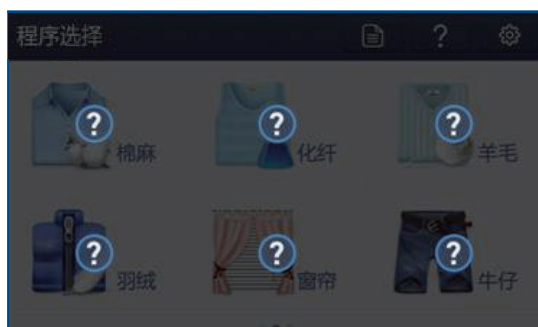 程序选择 ?
? 棉麻 ? 化纤 ? 羊毛
? 羽绒 ? 窗帘 ? 牛仔